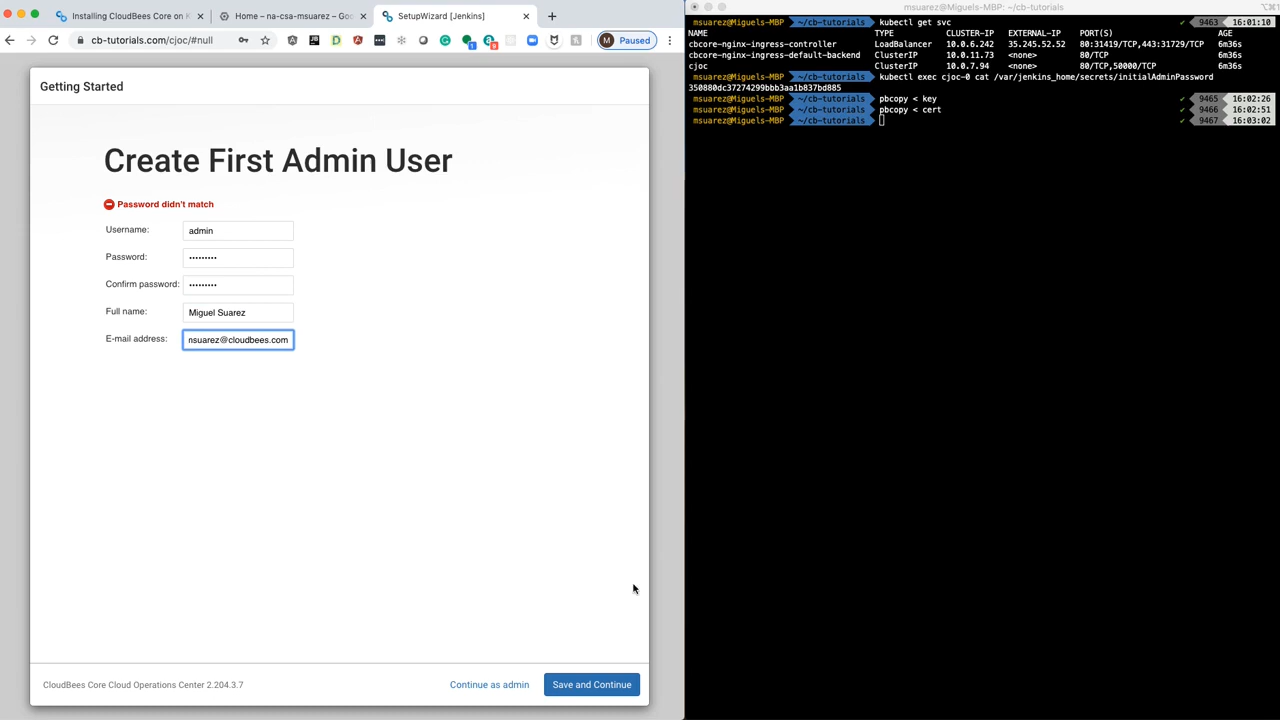 Installing CloudBees Core on K
Home – na-csa-msuarez – Goo
SetupWizard [Jenkins]
cb-tutorials.com/cjoc/#null
Paused
Getting Started
Create First Admin User
Password didn't match
Username:
admin
Password:
•••••••••
Confirm password:
•••••••••
Full name:
Miguel Suarez
E-mail address:
nsuarez@cloudbees.com
CloudBees Core Cloud Operations Center 2.204.3.7
Continue as admin
Save and Continue
msuarez@Miguels-MBP: ~/cb-tutorials
msuarez@Miguels-MBP ~/cb-tutorials kubectl get svc ✔ 9463 16:01:10
NAME TYPE CLUSTER-IP EXTERNAL-IP PORT(S) AGE
cbcore-nginx-ingress-controller LoadBalancer 10.0.6.242 35.245.52.52 80:31419/TCP,443:31729/TCP 6m36s
cbcore-nginx-ingress-default-backend ClusterIP 10.0.11.73 <none> 80/TCP 6m36s
cjoc ClusterIP 10.0.7.94 <none> 80/TCP,50000/TCP 6m36s
msuarez@Miguels-MBP ~/cb-tutorials kubectl exec cjoc-0 cat /var/jenkins_home/secrets/initialAdminPassword
350880dc37274299bbb3aa1b837bd885
msuarez@Miguels-MBP ~/cb-tutorials pbcopy < key ✔ 9465 16:02:26
msuarez@Miguels-MBP ~/cb-tutorials pbcopy < cert ✔ 9466 16:02:51
msuarez@Miguels-MBP ~/cb-tutorials ✔ 9467 16:03:02